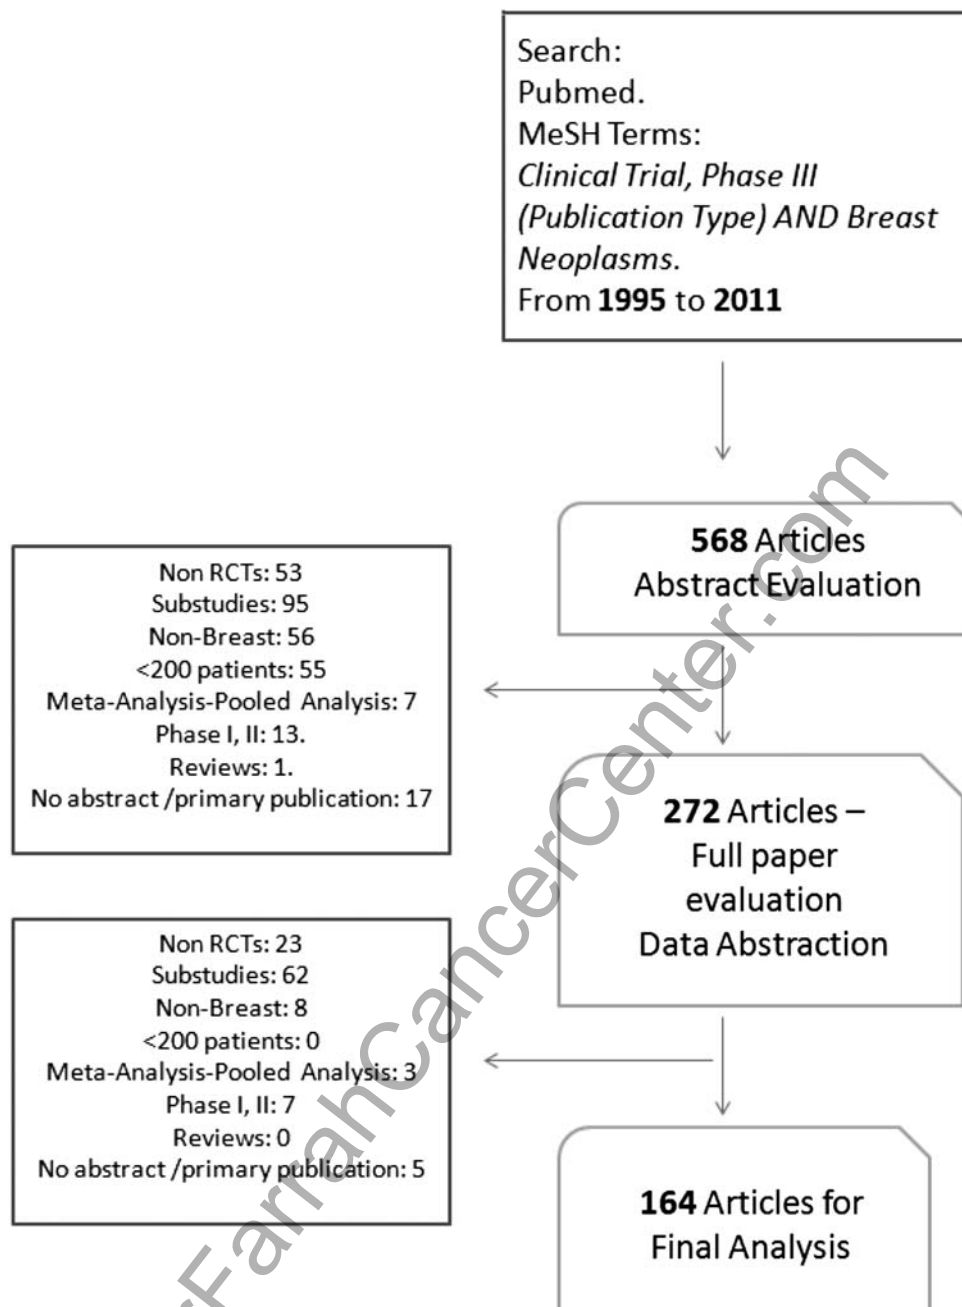 Search:
Pubmed.
MeSH Terms:
Clinical Trial, Phase III
(Publication Type) AND Breast
Neoplasms.
From 1995 to 2011
568 Articles
Abstract Evaluation
Non RCTs: 53
Substudies: 95
Non-Breast: 56
<200 patients: 55
Meta-Analysis-Pooled Analysis: 7
Phase I, II: 13.
Reviews: 1.
No abstract /primary publication: 17
272 Articles –
Full paper
evaluation
Data Abstraction
Non RCTs: 23
Substudies: 62
Non-Breast: 8
<200 patients: 0
Meta-Analysis-Pooled Analysis: 3
Phase I, II: 7
Reviews: 0
No abstract /primary publication: 5
164 Articles for
Final Analysis
rFarrahCancerCenter.com